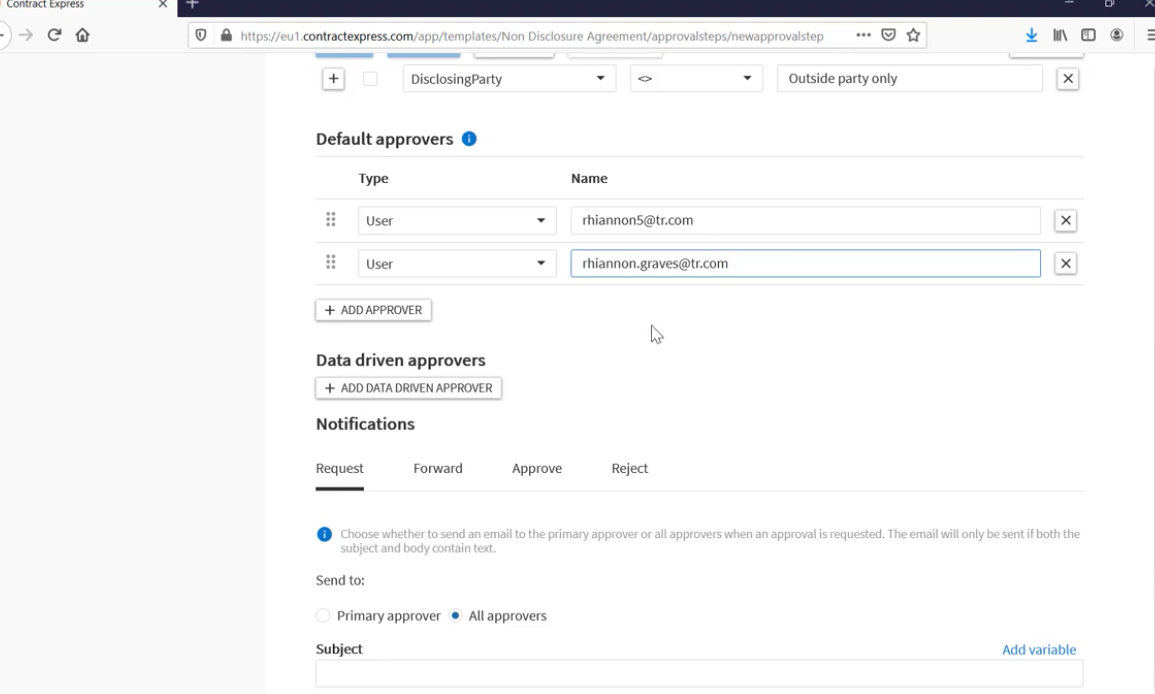 Contract Express
https://eu1.contractexpress.com/app/templates/Non Disclosure Agreement/approvalsteps/newapprovalstep
DisclosingParty <> Outside party only
Default approvers
Type Name
User rhiannon5@tr.com
User rhiannon.graves@tr.com
+ ADD APPROVER
Data driven approvers
+ ADD DATA DRIVEN APPROVER
Notifications
Request Forward Approve Reject
Choose whether to send an email to the primary approver or all approvers when an approval is requested. The email will only be sent if both the
subject and body contain text.
Send to:
Primary approver All approvers
Subject Add variable